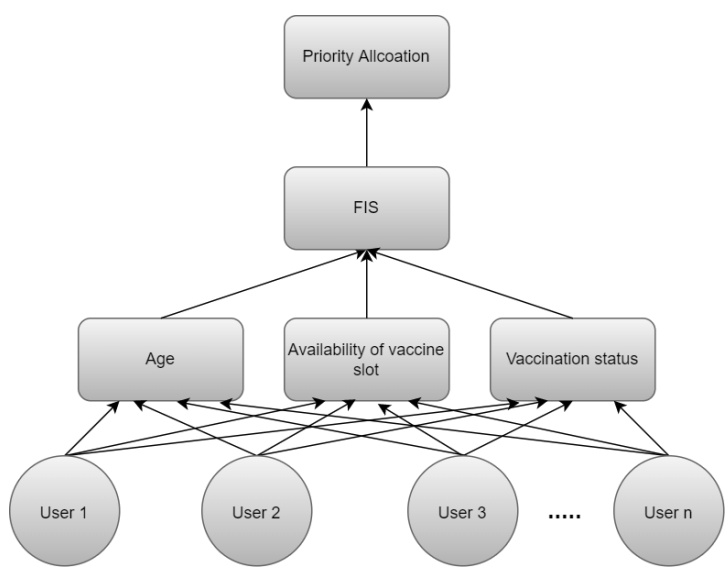 Priority Allcoation
FIS
Age
Availability of vaccine
slot
Vaccination status
User 1
User 2
User 3
.....
User n